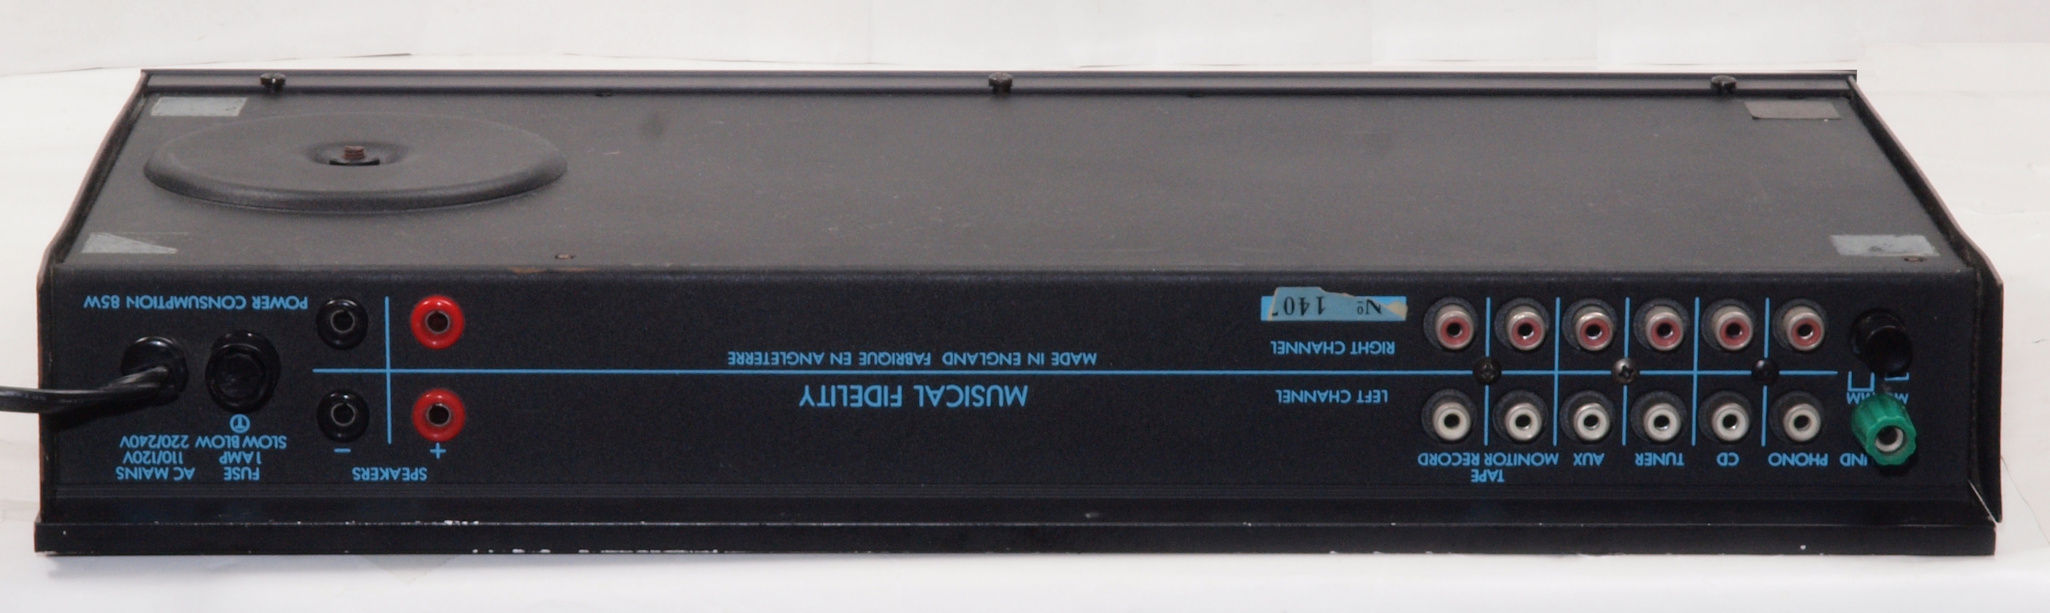 TAPE
PHONO CD TUNER AUX MONITOR RECORD
LEFT CHANNEL
RIGHT CHANNEL
Nº 1407
MUSICAL FIDELITY
MADE IN ENGLAND FABRIQUE EN ANGLETERRE
SPEAKERS
+ −
FUSE
1 AMP
SLOW BLOW
T
AC MAINS
110/120V
220/240V
POWER CONSUMPTION 85W